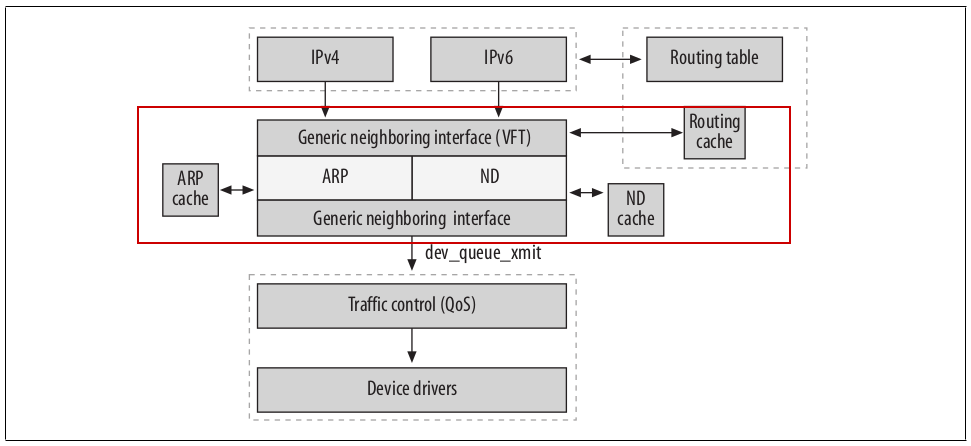 IPv4
IPv6
Routing table
Generic neighboring interface (VFT)
Routing
cache
ARP
cache
ARP
ND
ND
cache
Generic neighboring interface
dev_queue_xmit
Traffic control (QoS)
Device drivers